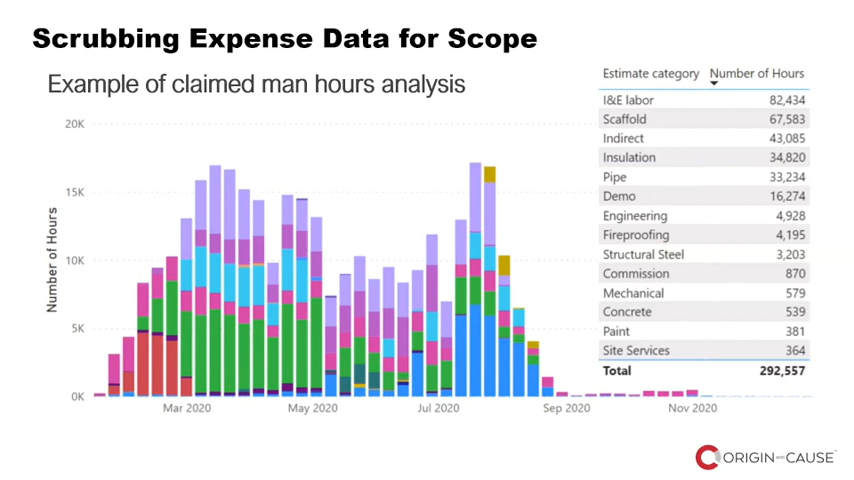 Scrubbing Expense Data for Scope
Example of claimed man hours analysis
Estimate category Number of Hours
I&E labor 82,434
Scaffold 67,583
Indirect 43,085
Insulation 34,820
Pipe 33,234
Demo 16,274
Engineering 4,928
Fireproofing 4,195
Structural Steel 3,203
Commission 870
Mechanical 579
Concrete 539
Paint 381
Site Services 364
Total 292,557
Number of Hours
20K
15K
10K
5K
0K
Mar 2020 May 2020 Jul 2020 Sep 2020 Nov 2020
ORIGIN AND CAUSE